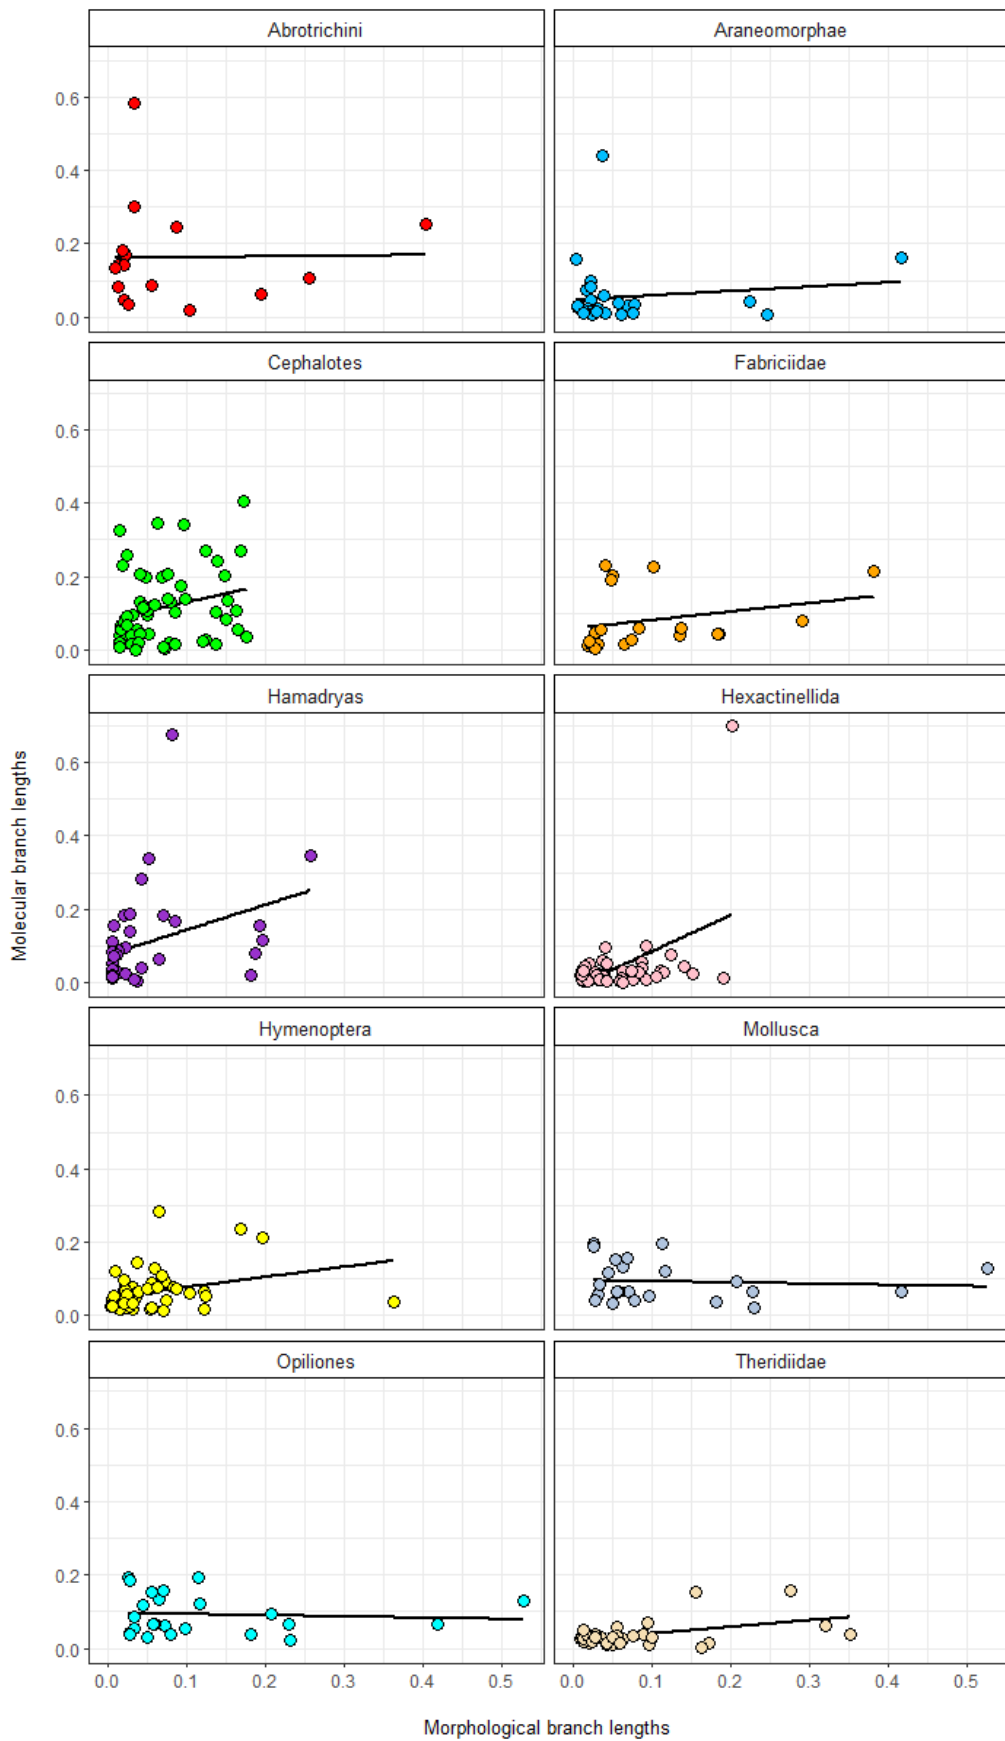 Abrotrichini Araneomorphae
0.6
0.4
0.2
0.0
Cephalotes Fabriciidae
0.6
0.4
0.2
0.0
Hamadryas Hexactinellida
0.6
0.4
0.2
0.0
Molecular branch lengths
Hymenoptera Mollusca
0.6
0.4
0.2
0.0
Opiliones Theridiidae
0.6
0.4
0.2
0.0
0.0 0.1 0.2 0.3 0.4 0.5 0.0 0.1 0.2 0.3 0.4 0.5
Morphological branch lengths